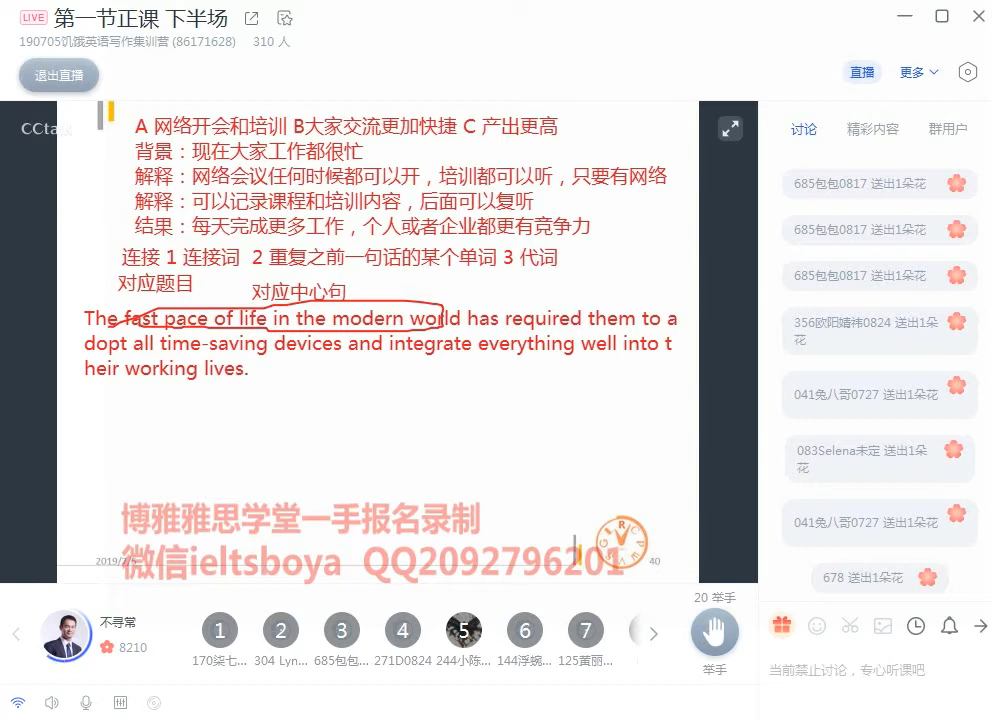 LIVE 第一节正课 下半场
190705饥饿英语写作集训营 (86171628) 310 人
退出直播
直播 更多
CCta
A 网络开会和培训 B大家交流更加快捷 C 产出更高
背景：现在大家工作都很忙
解释：网络会议任何时候都可以开，培训都可以听，只要有网络
解释：可以记录课程和培训内容，后面可以复听
结果：每天完成更多工作，个人或者企业都更有竞争力
连接 1 连接词 2 重复之前一句话的某个单词 3 代词
对应题目
对应中心句
The fast pace of life in the modern world has required them to a
dopt all time-saving devices and integrate everything well into t
heir working lives.
博雅雅思学堂一手报名录制
微信ieltsboya QQ2092796201
2019/7/5
40
讨论 精彩内容 群用户
685包包0817 送出1朵花
685包包0817 送出1朵花
685包包0817 送出1朵花
356欧阳婧祎0824 送出1朵
花
041兔八哥0727 送出1朵花
083Selena未定 送出1朵
花
041兔八哥0727 送出1朵花
678 送出1朵花
不寻常
8210
1 2 3 4 5 6 7
170柒七... 304 Lyn... 685包包... 271D0824 244小陈... 144浮婉... 125黄丽...
20 举手
举手
当前禁止讨论，专心听课吧